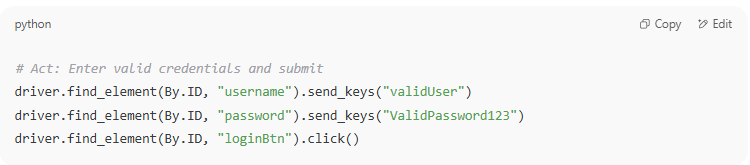 python Copy Edit
# Act: Enter valid credentials and submit
driver.find_element(By.ID, "username").send_keys("validUser")
driver.find_element(By.ID, "password").send_keys("ValidPassword123")
driver.find_element(By.ID, "loginBtn").click()